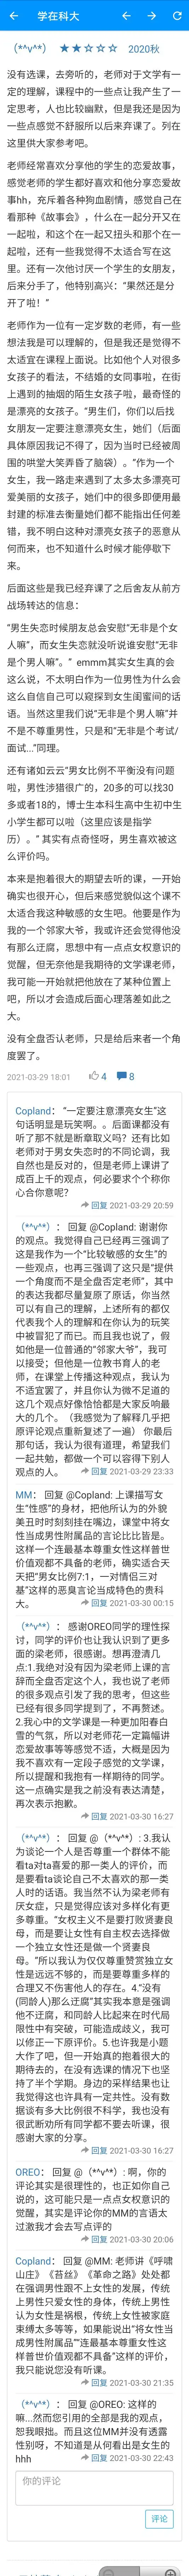 学在科大
（*^v^*） ★★☆☆☆ 2020秋
没有选课，去旁听的，老师对于文学有一
定的理解，课程中的一些点让我产生了一
定思考，人也比较幽默，但是我还是因为
一些点感觉不舒服所以后来弃课了。列在
这里供大家参考吧。
老师经常喜欢分享他的学生的恋爱故事，
感觉老师的学生都好喜欢和他分享恋爱故
事hh，充斥着各种狗血剧情，感觉自己在
看那种《故事会》，什么在一起分开又在
一起啦，和这个在一起又扭头和那个在一
起啦，还有一些我觉得不太适合写在这
里。还有一次他讨厌一个学生的女朋友，
后来分手了，他特别高兴：“果然还是分
开了啦！“
老师作为一位有一定岁数的老师，有一些
想法我是可以理解的，但是我还是觉得不
太适宜在课程上面说。比如他个人对很多
女孩子的看法，不结婚的女同事啦，在街
上遇到的抽烟的陌生女孩子啦，最奇怪的
是漂亮的女孩子。“男生们，你们以后找
女朋友一定要注意漂亮女生，她们（后面
具体原因我记不得了，因为当时已经被周
围的哄堂大笑弄昏了脑袋）。“作为一个
女生，我一路走来遇到了太多太多漂亮可
爱美丽的女孩子，她们中的很多即便用最
封建的标准去衡量她们都不能指出任何差
错，我不明白这种对漂亮女孩子的恶意从
何而来，也不知道什么时候才能停歇下
来。
后面这些是我已经弃课了之后舍友从前方
战场转达的信息：
“男生失恋时候朋友总会安慰“无非是个女
人嘛”，而女生失恋就没听说谁安慰“无非
是个男人嘛”。”  emmm其实女生真的会
这么说，不太明白作为一位男性为什么会
这么自信自己可以窥探到女生闺蜜间的话
语。当然这里我们说“无非是个男人嘛”并
不是不尊重男性，只是和“无非是个考试/
面试...”同理。
还有诸如云云“男女比例不平衡没有问题
啦，男性涉猎很广的，20多的可以找30
多或者18的，博士生本科生高中生初中生
小学生都可以啦（这里应该是指学
历）。” 其实有点奇怪呀，男生喜欢被这
么评价吗。
本来是抱着很大的期望去听的课，一开始
确实也很开心，但后来感觉貌似这个课不
太适合我这种敏感的女生吧。他要是作为
我的一个邻家大爷，我或许还会觉得他没
有那么迂腐，思想中有一点点女权意识的
觉醒，但无奈他是我期待的文学课老师，
我可能一开始就把他放在了某种位置上
吧，所以才会造成后面心理落差如此之
大。
没有全盘否认老师，只是给后来者一个角
度罢了。
2021-03-29 18:01 4 8
Copland： “一定要注意漂亮女生”这
句话明显是玩笑啊。。后面课都没有
听了那不就是断章取义吗？还有比如
老师对于男女失恋时的不同论调，我
自然也是反对的，但是老师上课讲了
成百上千的观点，何必要求个个称你
心合你意呢？
回复 2021-03-29 20:59
（*^v^*）： 回复 @Copland: 谢谢你
的观点。我觉得自己已经再三强调了
这是我作为一个“比较敏感的女生”的
一些观点，也再三强调了这只是“提供
一个角度而不是全盘否定老师”，其中
的表达我都尽量复原了原话，你当然
可以有自己的理解，上述所有都仅仅
代表我个人的理解和在你认为的玩笑
中被冒犯了而已。而且我也说了，假
如他是一位普通的“邻家大爷”，我可
以接受；但他是一位教书育人的老
师，在课堂上传播这种观点，我认为
不适宜罢了，并且你认为微不足道的
这几个观点好像恰恰都是大家反响最
大的几个。（我感觉为了解释几乎把
原评论观点重新复述了一遍） 你最后
那句话，我认为很有道理，希望我们
一起共勉，都做一个可以容得下别人
观点的人。 回复 2021-03-29 23:33
MM： 回复 @Copland: 上课描写女
生“性感”的身材，把他所认为的外貌
美丑时时刻刻挂在嘴边，课堂中将女
性当成男性附属品的言论比比皆是。
这样一个连最基本尊重女性这样普世
价值观都不具备的老师，确实适合天
天把“男女比例7:1，一对情侣三对
基”这样的恶臭言论当成特色的贵科
大。 回复 2021-03-30 00:15
（*^v^*）： 感谢OREO同学的理性探
讨，同学的评价也让我认识到了更多
面的梁老师，很感谢。想再澄清几
点:1.我绝对没有因为梁老师上课的言
辞而全盘否定这个人，我也说了老师
的很多观点引发了我的思考，但这些
已经有很多同学提到了，不再赘述。
2.我心中的文学课是一种更加阳春白
雪的气氛，所以对老师花一定篇幅讲
恋爱故事等等感觉不适，大概是因为
我不喜欢有一定段子感觉的文学课，
所以提醒和我抱有一样期待的同学。
这一点确实是我之前没有表达清楚，
再次表示抱歉。
回复 2021-03-30 16:27
（*^v^*）： 回复 @（*^v^*）: 3.我认
为谈论一个人是否尊重一个群体不能
看ta对ta喜爱的那一类人的评价，而
是要看ta谈论自己不太喜欢的那一类
人时的话语。我当然不认为梁老师有
厌女症，只是觉得应该对多样化有更
多尊重。“女权主义不是要打败贤妻良
母，而是要让女性有自主权去选择做
一个独立女性还是做一个贤妻良
母。”所以我认为仅仅尊重赞赏独立女
性是远远不够的，而是要尊重多样的
合理又不伤害他人的存在。4.“没有
(同龄人)那么迂腐”其实我本意是强调
他不迂腐，和同龄人比起来在时代局
限性中有突破，可能造成歧义，我可
以修正一下原评价。5.也许我是小题
大作了吧，但一开始真的抱着很大的
期待去的，在没有选课的情况下也坚
持了半个学期。身边的采样结果也让
我觉得这也许具有一定共性。没有数
据谈有多大比例很不科学，我也没有
很武断劝所有同学都不要去听课，很
感谢大家的分享。
回复 2021-03-30 16:27
OREO： 回复 @（*^v^*）: 啊，你的
评论其实是很理性的，也正如你自己
说的，这可能只是一点点女权意识的
觉醒，其实是评论你的MM的言语太
过激我才会去写点评的
回复 2021-03-30 20:06
Copland： 回复 @MM: 老师讲《呼啸
山庄》《苔丝》《革命之路》处处都
在强调男性跟不上女性的发展，传统
上男性只爱女性的身体，传统上男性
认为女性是祸根，传统上女性被家庭
束缚太多等等，如果能说出“将女性当
成男性附属品”“连最基本尊重女性这
样普世价值观都不具备”这样的评价，
我只能说您没有听课。
回复 2021-03-30 21:35
（*^v^*）： 回复 @OREO: 这样的
嘛...然而您引用的全部是我的观点，
恕我眼拙。而且这位MM并没有透露
性别呀，不知道是从何看出是女生的
hhh 回复 2021-03-30 22:43
你的评论
评论